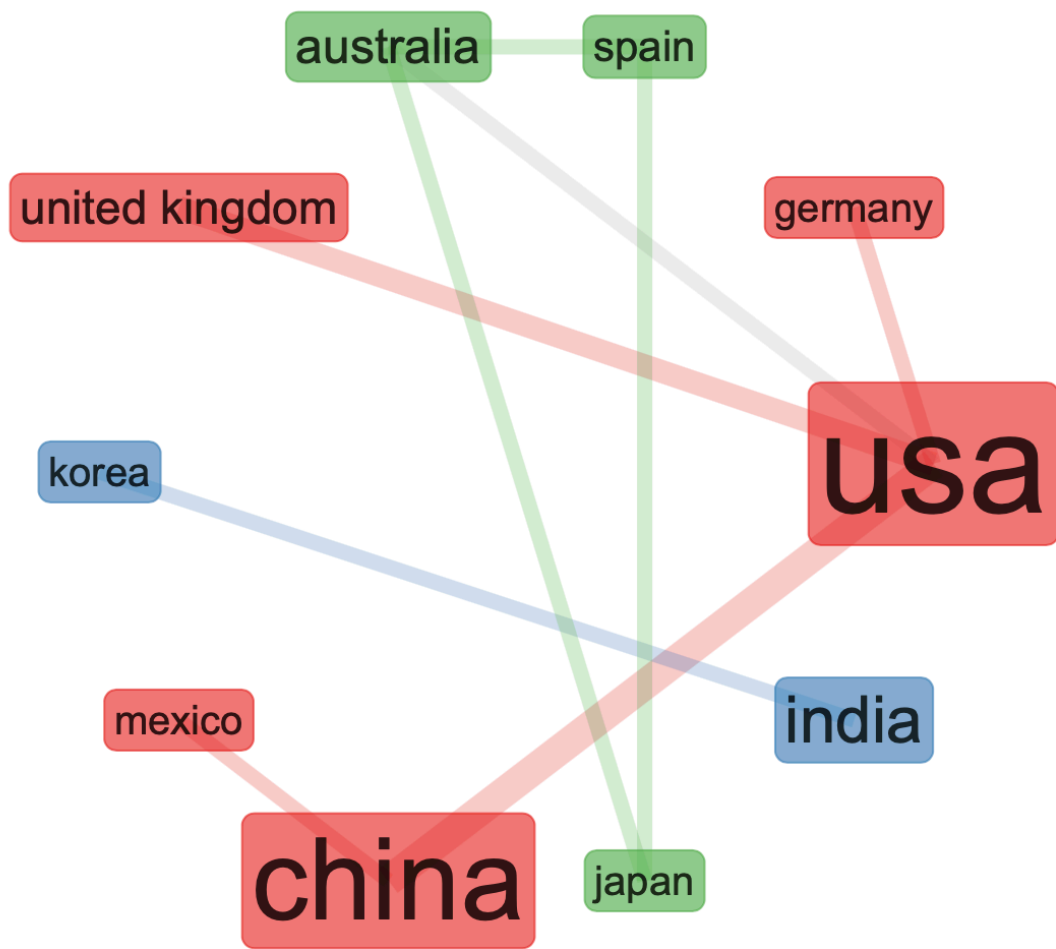 australia
spain
united kingdom
germany
usa
korea
india
mexico
china
japan